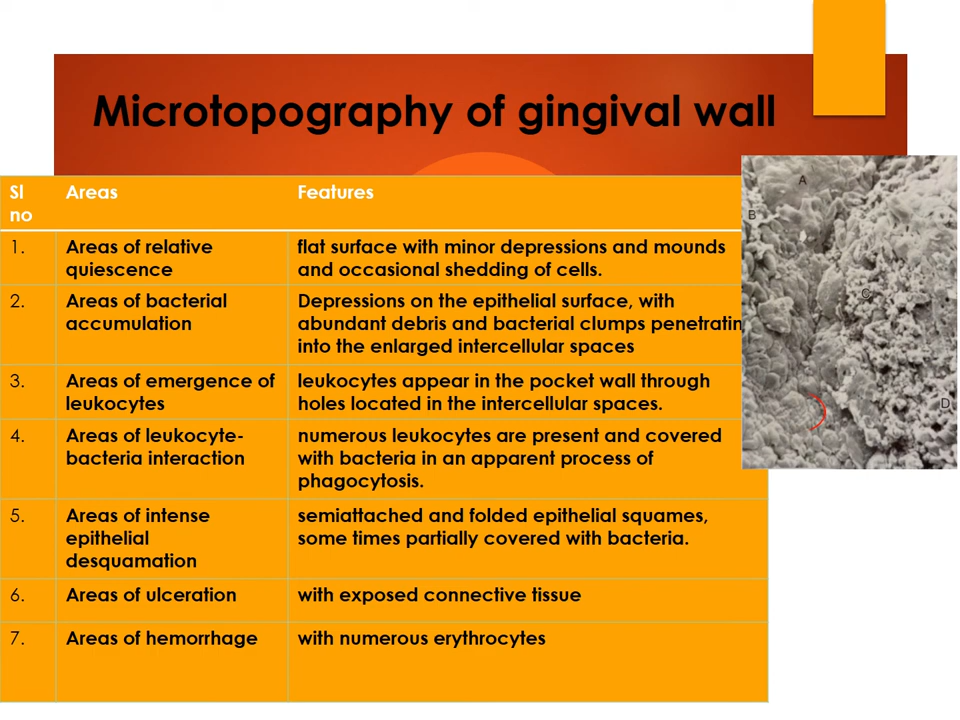 Microtopography of gingival wall
Sl no
Areas
Features
1.
Areas of relative
quiescence
flat surface with minor depressions and mounds
and occasional shedding of cells.
2.
Areas of bacterial
accumulation
Depressions on the epithelial surface, with
abundant debris and bacterial clumps penetratin
into the enlarged intercellular spaces
3.
Areas of emergence of
leukocytes
leukocytes appear in the pocket wall through
holes located in the intercellular spaces.
4.
Areas of leukocyte-
bacteria interaction
numerous leukocytes are present and covered
with bacteria in an apparent process of
phagocytosis.
5.
Areas of intense
epithelial
desquamation
semiattached and folded epithelial squames,
some times partially covered with bacteria.
6.
Areas of ulceration
with exposed connective tissue
7.
Areas of hemorrhage
with numerous erythrocytes
A
B
C
D